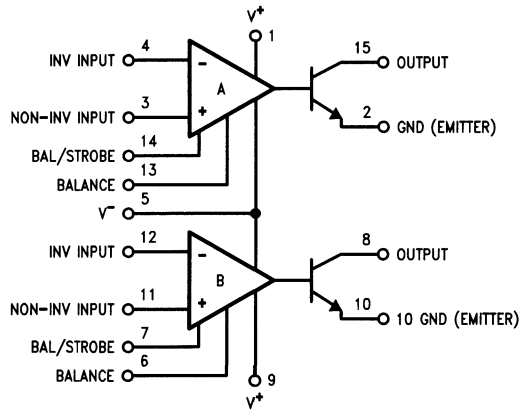 V+
1
4
INV INPUT
-
15
OUTPUT
A
3
NON-INV INPUT
+
2
GND (EMITTER)
14
BAL/STROBE
13
BALANCE
5
V-
12
INV INPUT
-
8
OUTPUT
B
11
NON-INV INPUT
+
10
10 GND (EMITTER)
7
BAL/STROBE
6
BALANCE
9
V+